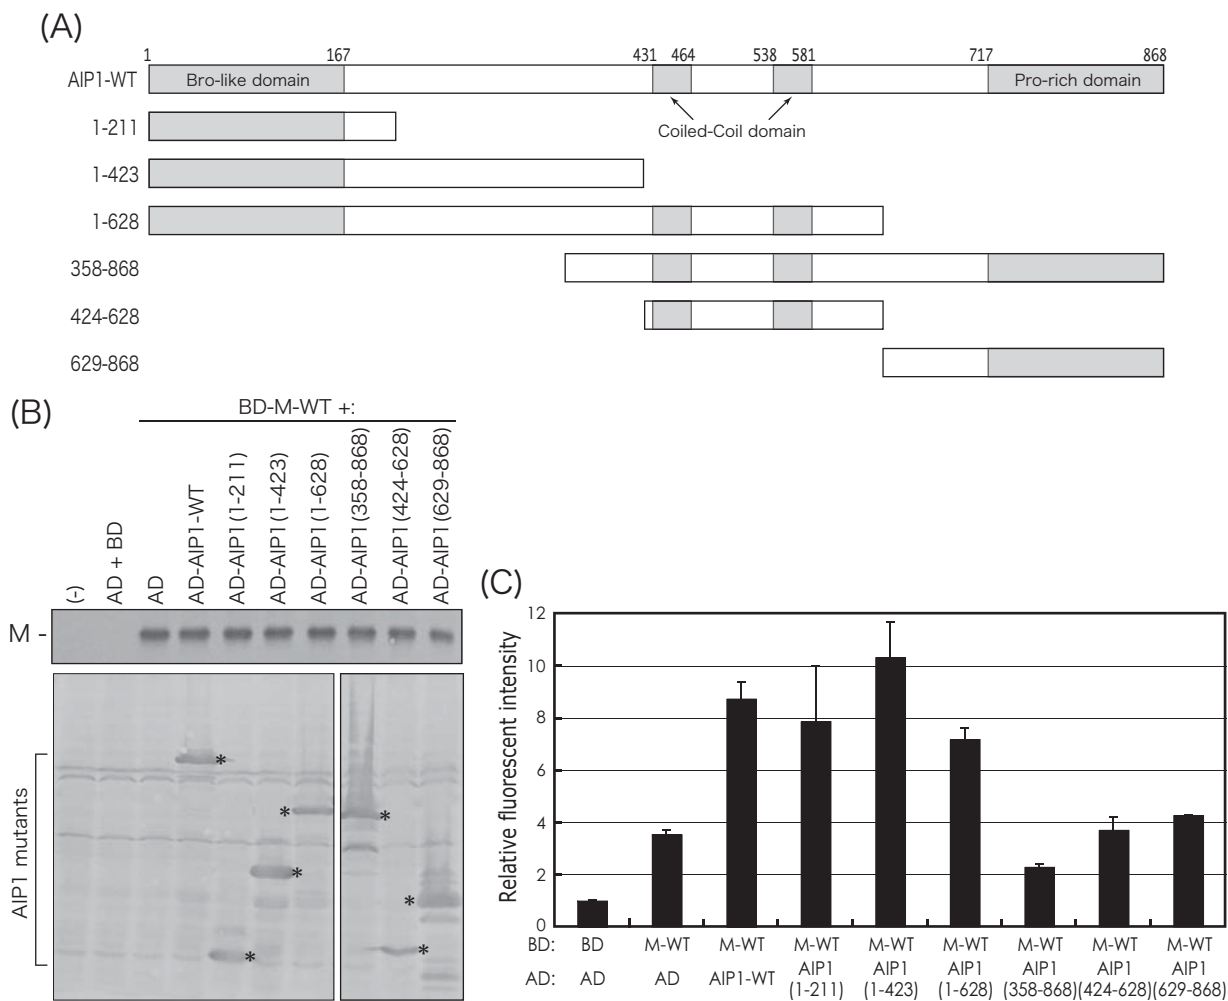 (A)
1 167 431 464 538 581 717 868
AIP1-WT Bro-like domain Pro-rich domain
Coiled-Coil domain
1-211
1-423
1-628
358-868
424-628
629-868
(B)
BD-M-WT +:
(-)
AD + BD
AD
AD-AIP1-WT
AD-AIP1(1-211)
AD-AIP1(1-423)
AD-AIP1(1-628)
AD-AIP1(358-868)
AD-AIP1(424-628)
AD-AIP1(629-868)
M -
AIP1 mutants
*
*
*
*
*
*
*
(C)
Relative fluorescent intensity
12
10
8
6
4
2
0
BD: BD M-WT M-WT M-WT M-WT M-WT M-WT M-WT M-WT
AD: AD AD AIP1-WT AIP1 AIP1 AIP1 AIP1 AIP1 AIP1
(1-211) (1-423) (1-628) (358-868) (424-628) (629-868)